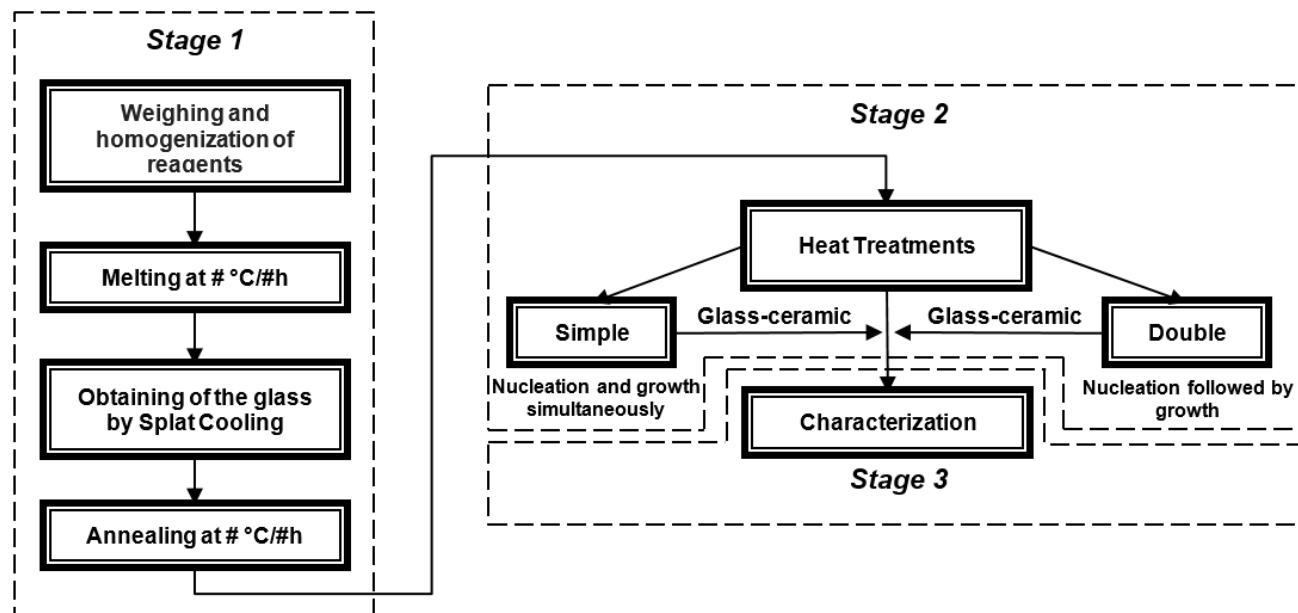 Stage 1
Weighing and
homogenization of
reagents
Melting at # °C/#h
Obtaining of the glass
by Splat Cooling
Annealing at # °C/#h
Stage 2
Heat Treatments
Simple
Glass-ceramic
Glass-ceramic
Double
Nucleation and growth
simultaneously
Nucleation followed by
growth
Characterization
Stage 3